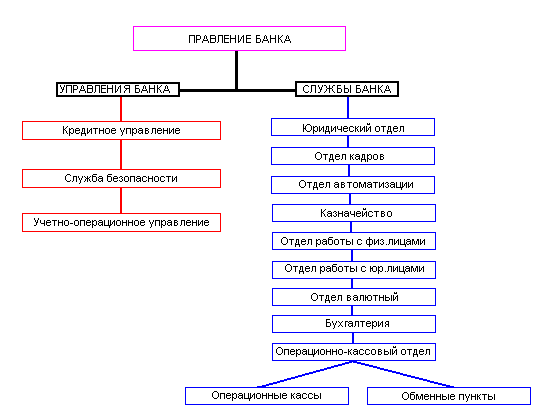 ПРАВЛЕНИЕ БАНКА
УПРАВЛЕНИЯ БАНКА
СЛУЖБЫ БАНКА
Кредитное управление
Служба безопасности
Учетно-операционное управление
Юридический отдел
Отдел кадров
Отдел автоматизации
Казначейство
Отдел работы с физ.лицами
Отдел работы с юр.лицами
Отдел валютный
Бухгалтерия
Операционно-кассовый отдел
Операционные кассы
Обменные пункты